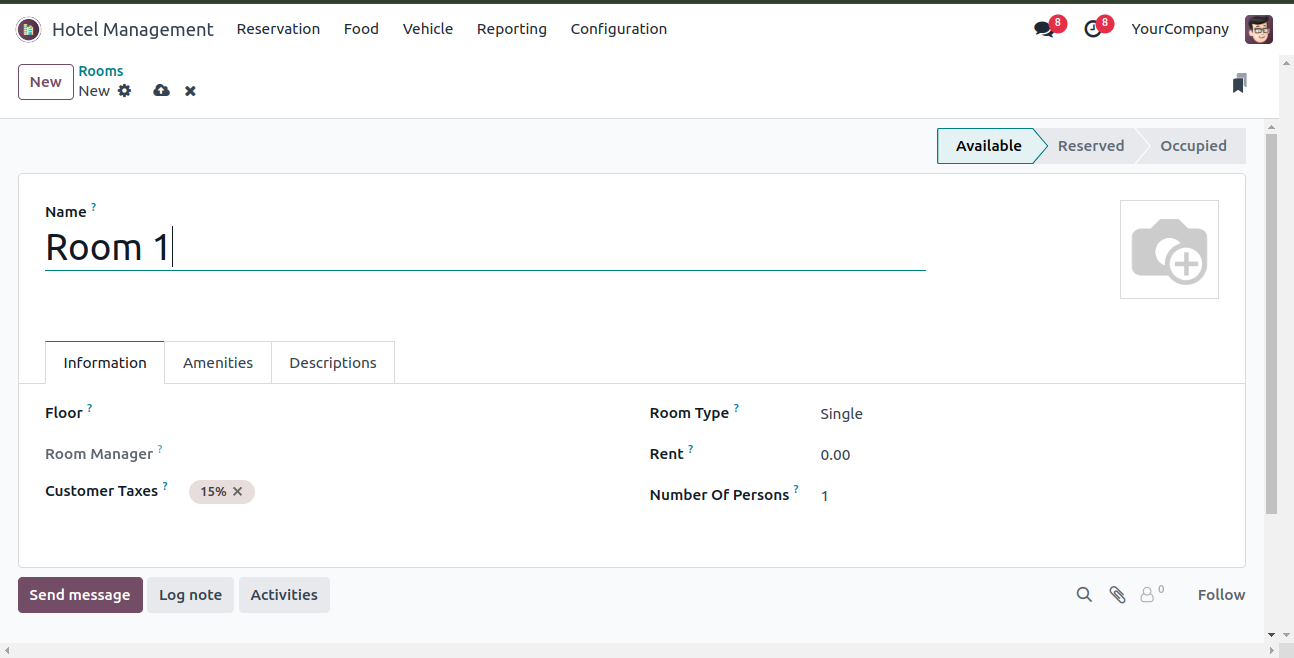 Hotel Management Reservation Food Vehicle Reporting Configuration 8 8 YourCompany
New Rooms
New
Available Reserved Occupied
Name ?
Room 1
Information Amenities Descriptions
Floor ? Room Type ? Single
Room Manager ? Rent ? 0.00
Customer Taxes ? 15% × Number Of Persons ? 1
Send message Log note Activities 0 Follow